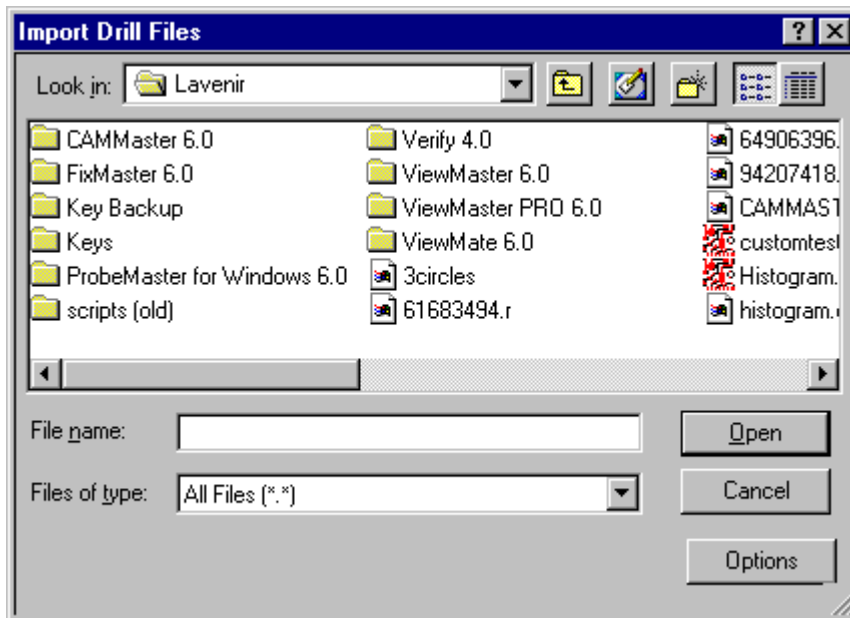 Import Drill Files
Look in: Lavenir
CAMMaster 6.0
FixMaster 6.0
Key Backup
Keys
ProbeMaster for Windows 6.0
scripts (old)
Verify 4.0
ViewMaster 6.0
ViewMaster PRO 6.0
ViewMate 6.0
3circles
61683494.r
64906396.
94207418.
CAMMAST
customtest
Histogram.
histogram.
File name:
Open
Files of type: All Files (*.*)
Cancel
Options